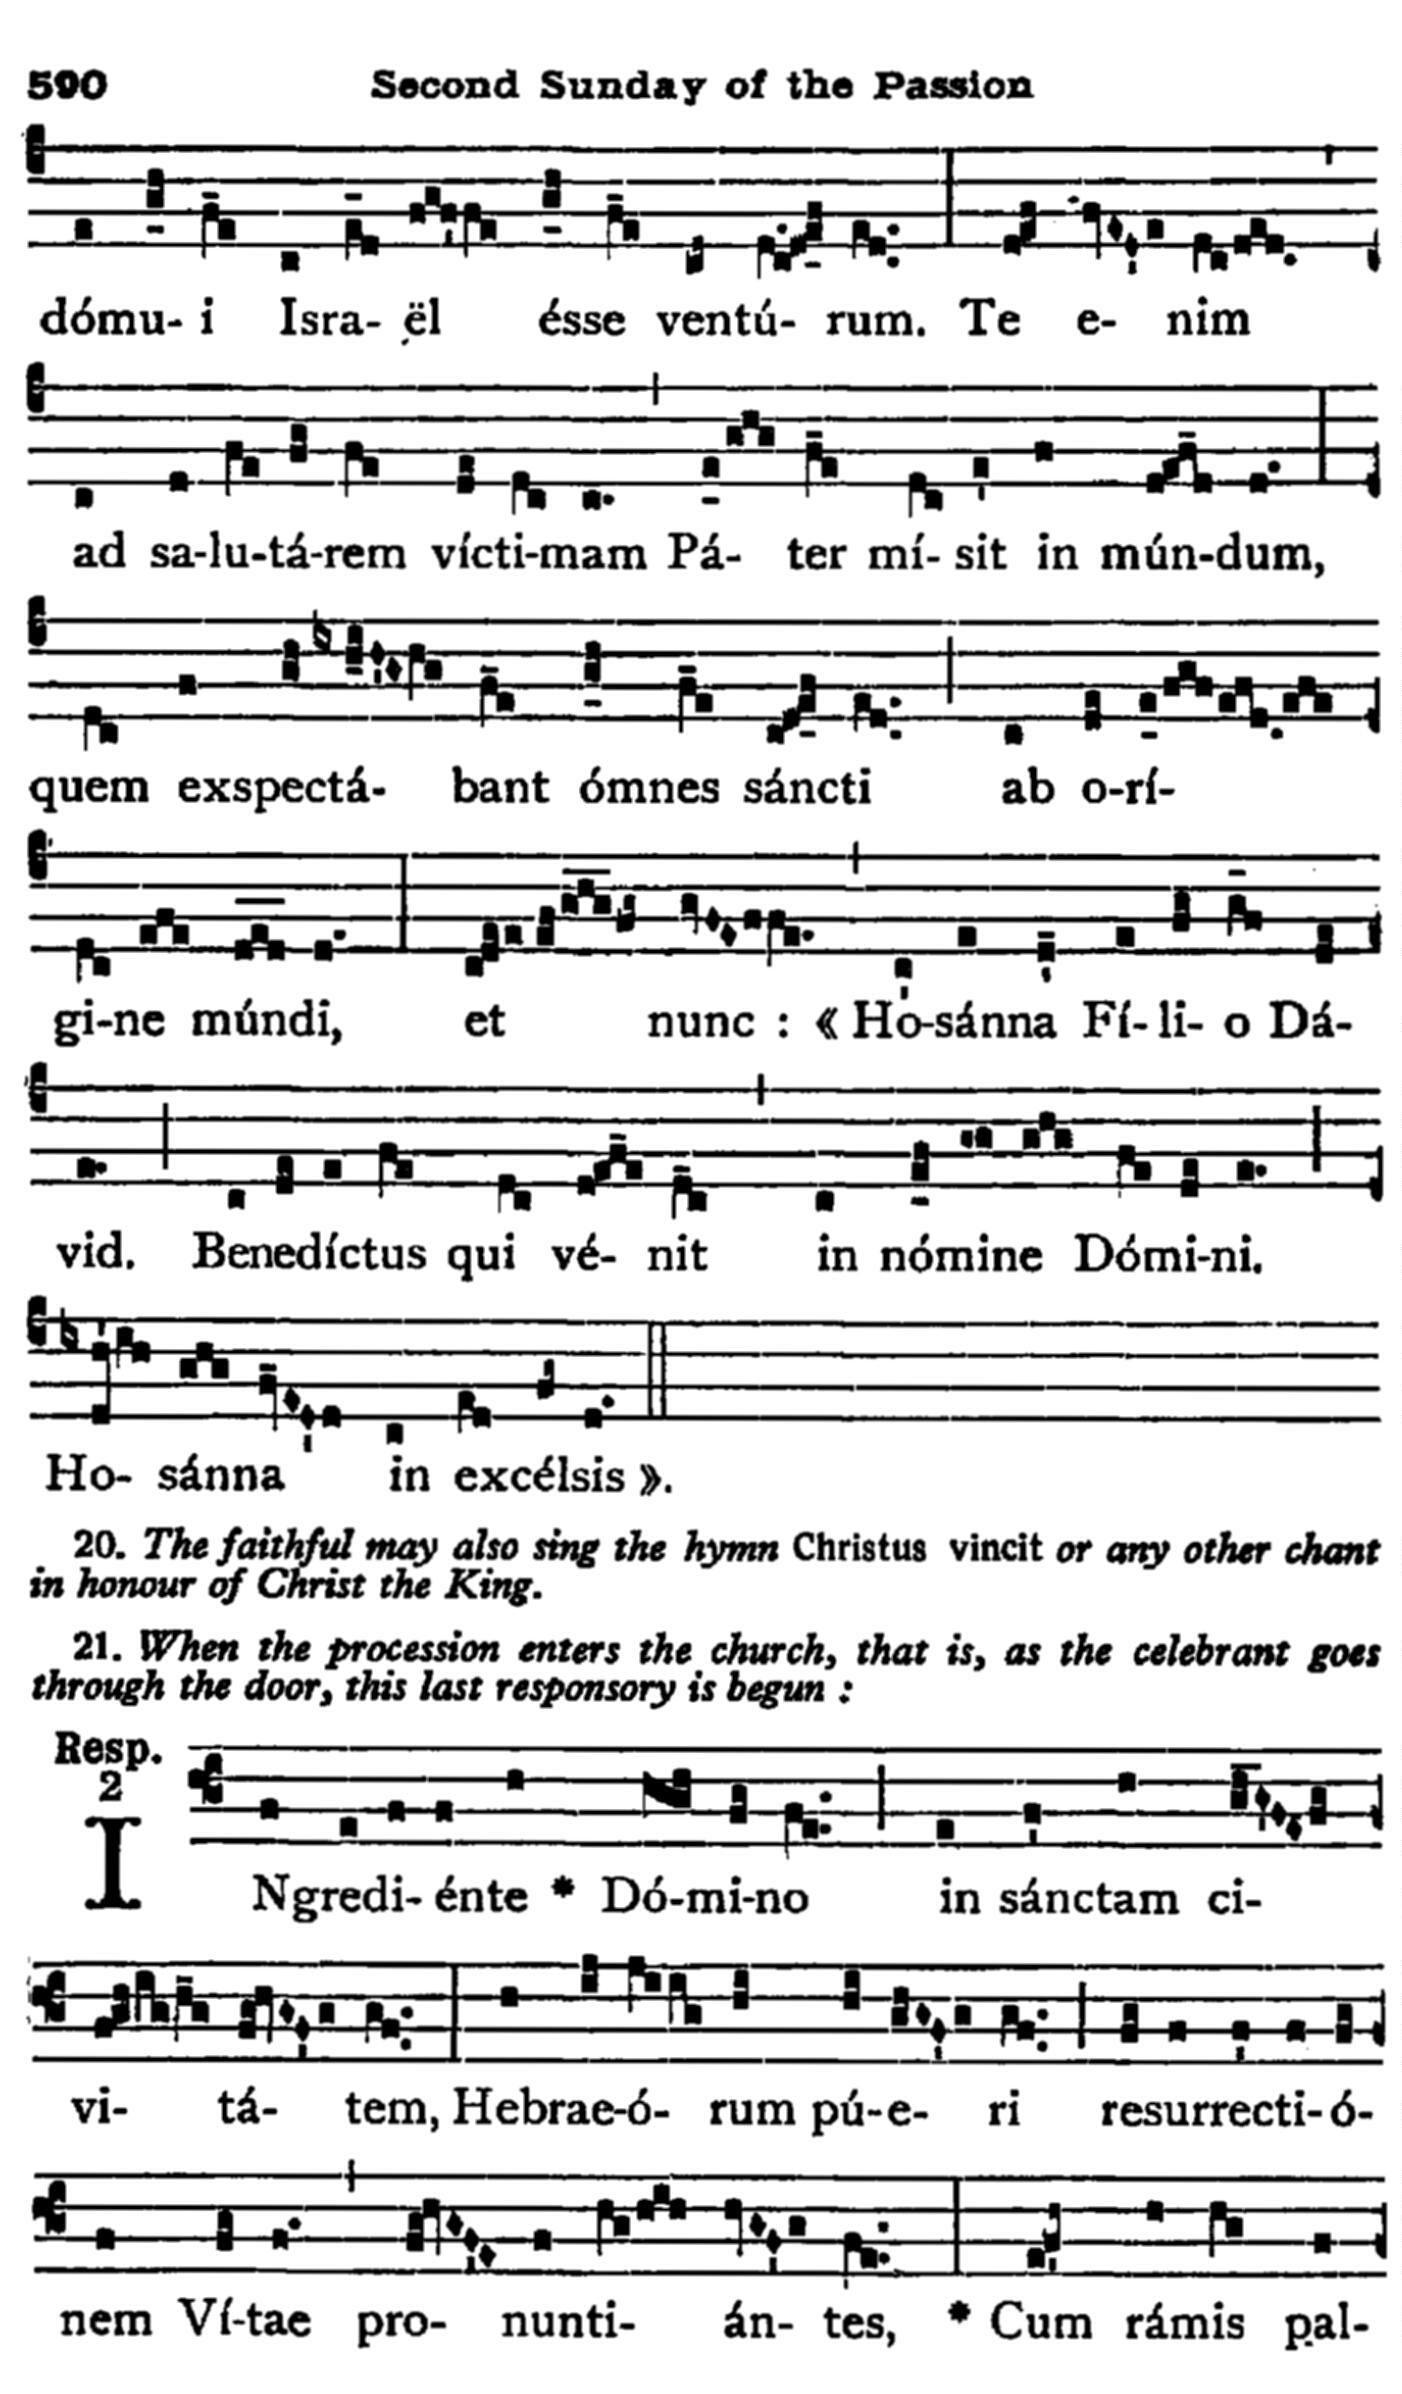 590 Second Sunday of the Passion
dómu- i Isra- ël ésse ventú- rum. Te e- nim
ad sa-lu-tá-rem vícti-mam Pá- ter mí- sit in mún-dum,
quem exspectá- bant ómnes sáncti ab o-rí-
gi-ne múndi, et nunc : « Ho-sánna Fí- li- o Dá-
vid. Benedíctus qui vé- nit in nómine Dómi-ni.
Ho- sánna in excélsis ».
20. The faithful may also sing the hymn Christus vincit or any other chant
in honour of Christ the King.
21. When the procession enters the church, that is, as the celebrant goes
through the door, this last responsory is begun :
Resp.
2
INgredi- énte * Dó-mi-no in sánctam ci-
vi- tá- tem, Hebrae-ó- rum pú-e- ri resurrecti- ó-
nem Ví-tae pro- nunti- án- tes, * Cum rámis pal-